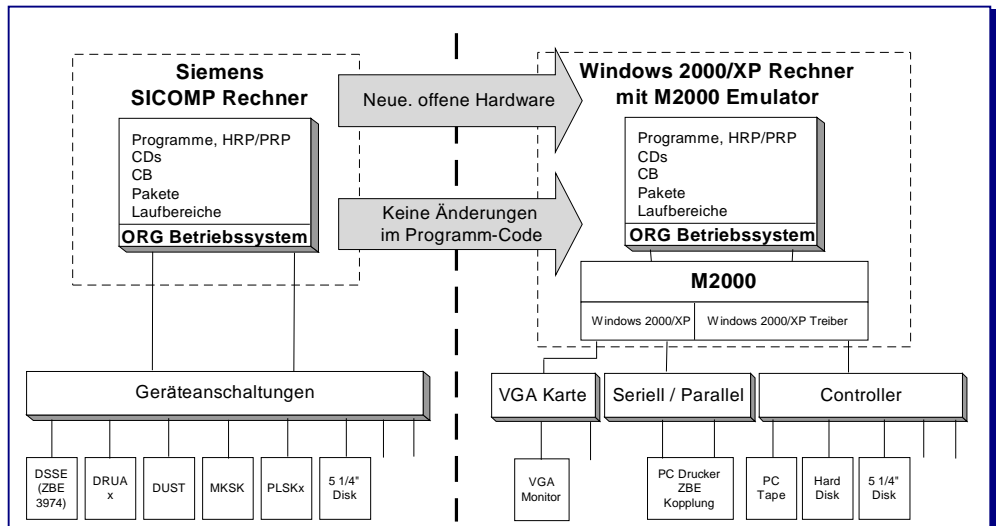 Siemens
SICOMP Rechner
Programme, HRP/PRP
CDs
CB
Pakete
Laufbereiche
ORG Betriebssystem
Neue. offene Hardware
Keine Änderungen
im Programm-Code
Windows 2000/XP Rechner
mit M2000 Emulator
Programme, HRP/PRP
CDs
CB
Pakete
Laufbereiche
ORG Betriebssystem
M2000
Windows 2000/XP
Windows 2000/XP Treiber
Geräteanschaltungen
VGA Karte
Seriell / Parallel
Controller
DSSE
(ZBE
3974)
DRUA
x
DUST
MKSK
PLSKx
5 1/4"
Disk
VGA
Monitor
PC Drucker
ZBE
Kopplung
PC
Tape
Hard
Disk
5 1/4"
Disk